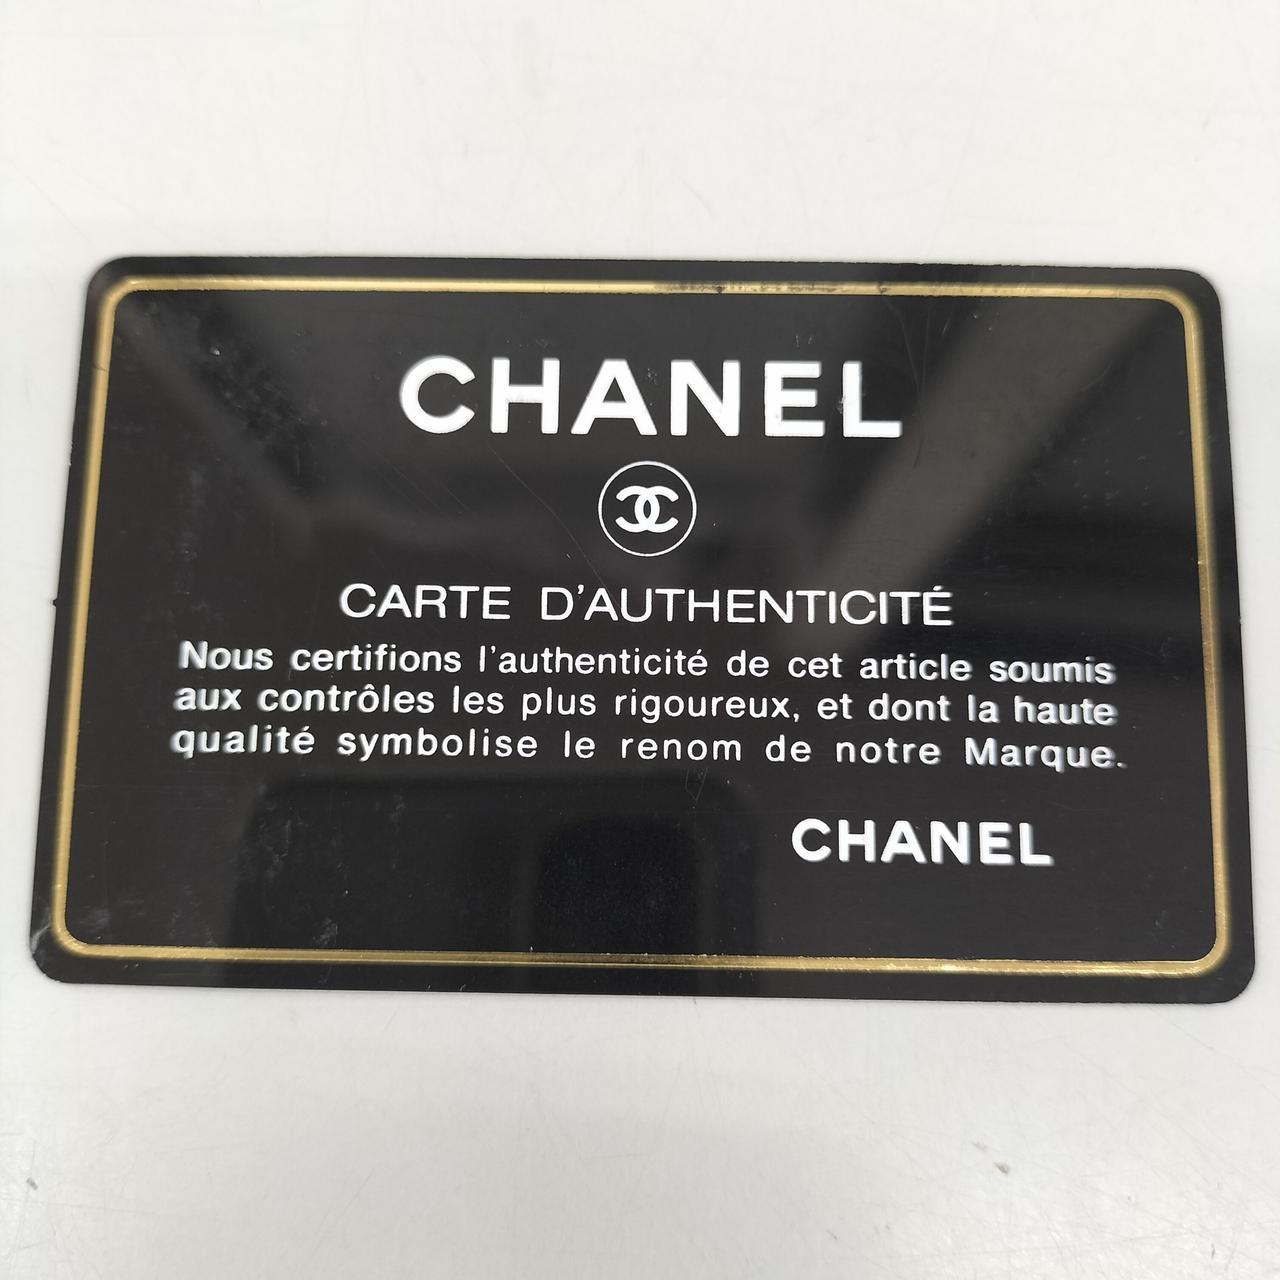 CHANEL
CARTE D'AUTHENTICITÉ
Nous certifions l'authenticité de cet article soumis
aux contrôles les plus rigoureux, et dont la haute
qualité symbolise le renom de notre Marque.
CHANEL